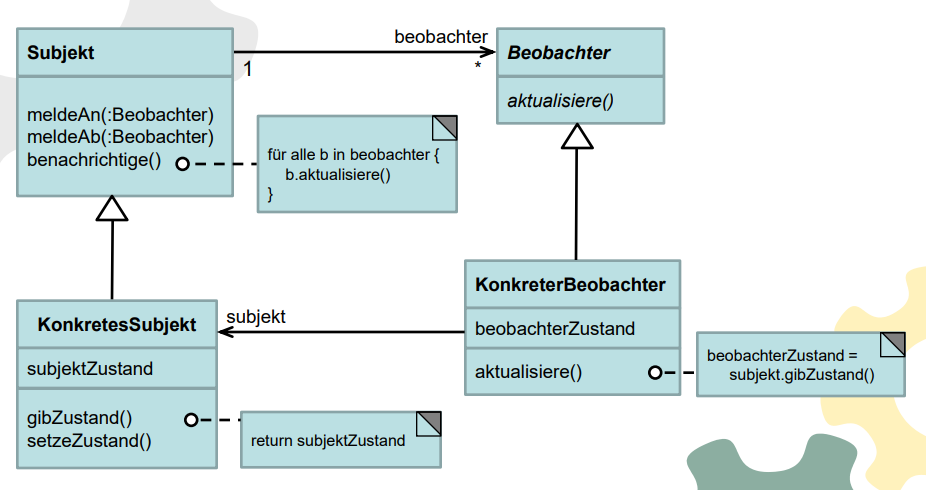 Subjekt
meldeAn(:Beobachter)
meldeAb(:Beobachter)
benachrichtige()
1
beobachter
*
Beobachter
aktualisiere()
für alle b in beobachter {
b.aktualisiere()
}
KonkretesSubjekt
subjektZustand
gibZustand()
setzeZustand()
return subjektZustand
subjekt
KonkreterBeobachter
beobachterZustand
aktualisiere()
beobachterZustand =
subjekt.gibZustand()